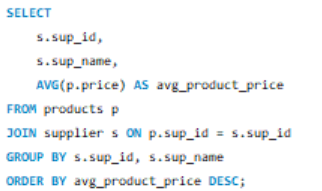 SELECT
s.sup_id,
s.sup_name,
AVG(p.price) AS avg_product_price
FROM products p
JOIN supplier s ON p.sup_id = s.sup_id
GROUP BY s.sup_id, s.sup_name
ORDER BY avg_product_price DESC;